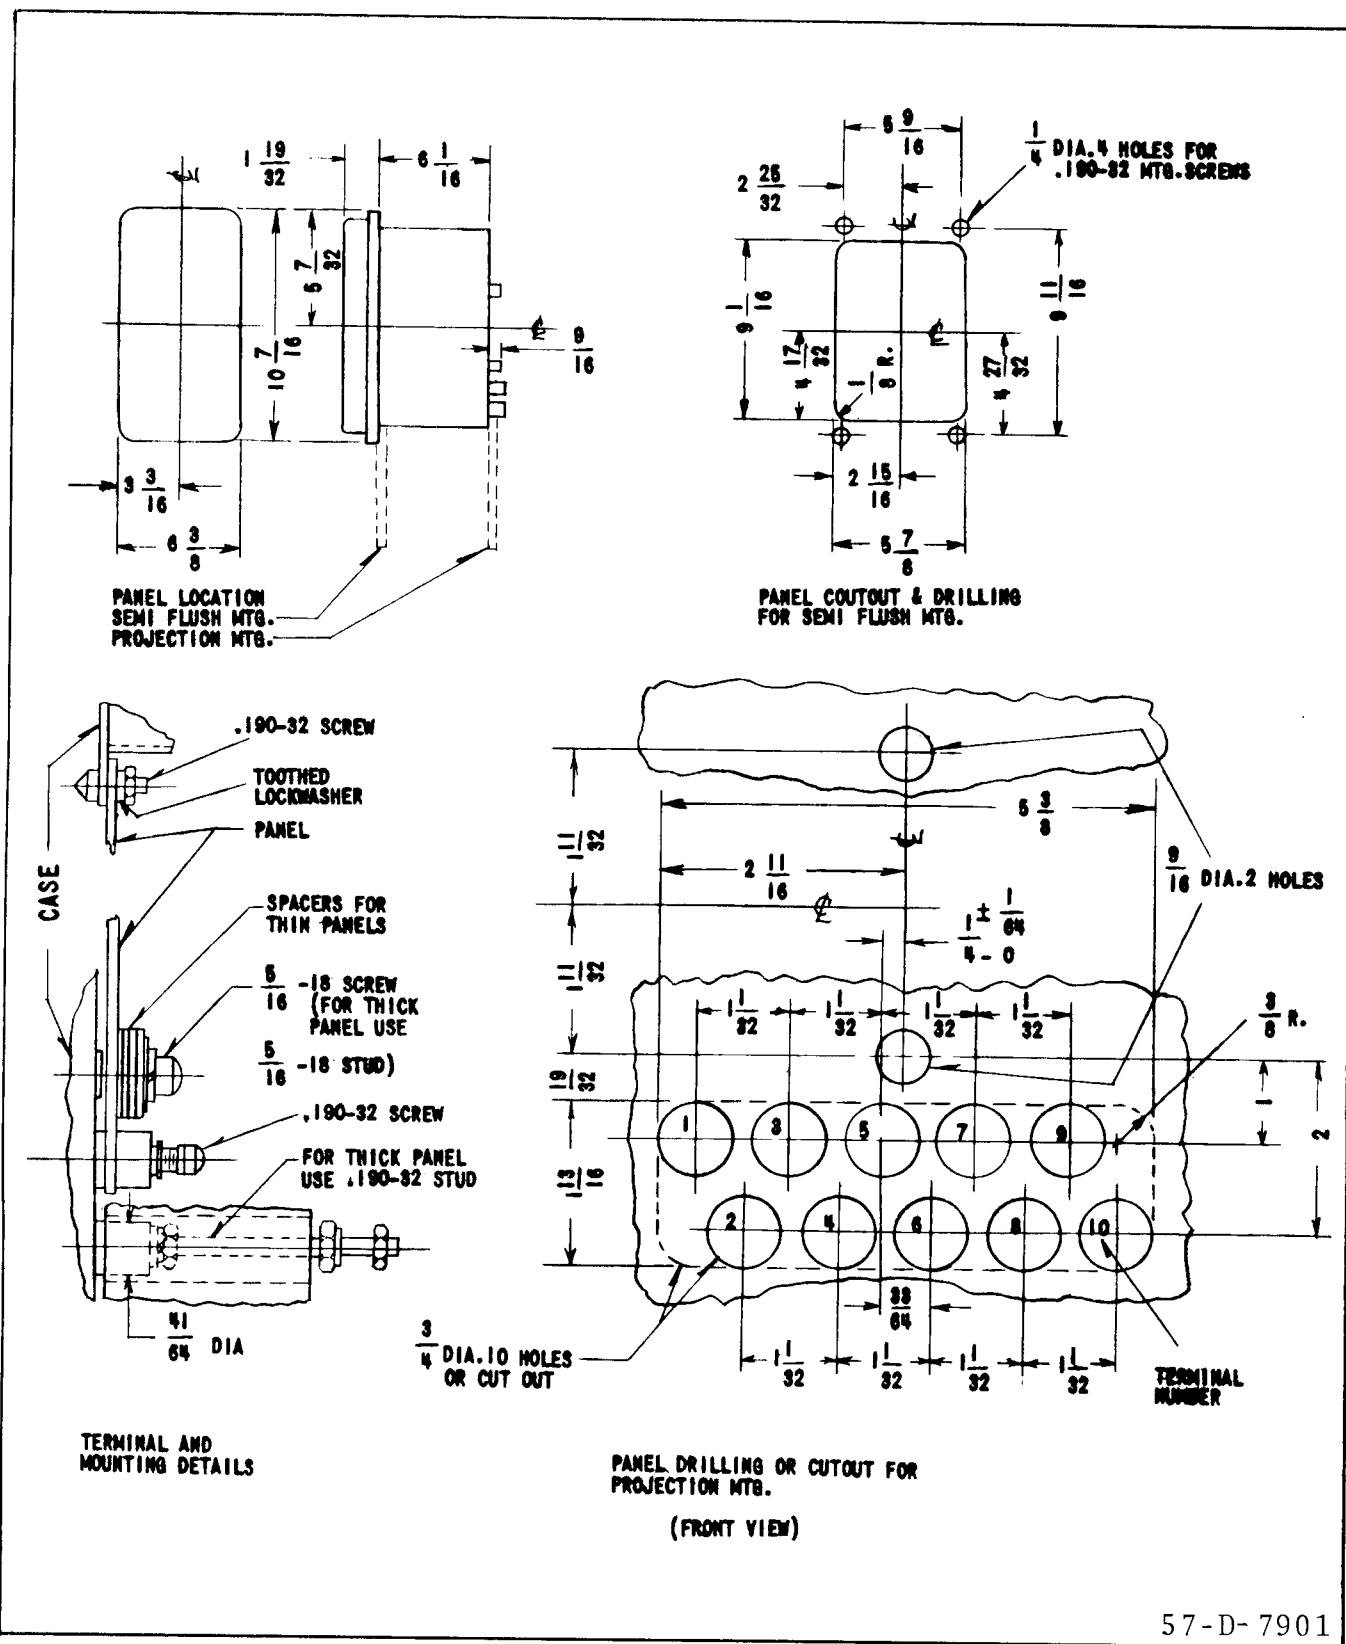 1 19/32
6 1/16
5 7/32
10 7/16
9/16
3 3/16
6 3/8
PANEL LOCATION
SEMI FLUSH MTG.
PROJECTION MTG.
5 9/16
1/4 DIA.4 HOLES FOR
.190-32 MTG.SCREWS
2 25/32
9 1/16
9 11/16
4 17/32
1/8 R.
4 27/32
2 15/16
5 7/8
PANEL COUTOUT & DRILLING
FOR SEMI FLUSH MTG.
.190-32 SCREW
TOOTHED
LOCKWASHER
PANEL
CASE
SPACERS FOR
THIN PANELS
5/16 -18 SCREW
(FOR THICK
PANEL USE
5/16 -18 STUD)
.190-32 SCREW
FOR THICK PANEL
USE .190-32 STUD
41/64 DIA
TERMINAL AND
MOUNTING DETAILS
5 3/8
1 11/32
2 11/16
9/16 DIA.2 HOLES
1/4 ± 1/64
- 0
1 11/32
1 1/32
1 1/32
1 1/32
1 1/32
3/8 R.
19/32
1
2
1 13/16
1
3
5
7
9
2
4
6
8
10
33/64
3/4 DIA.10 HOLES
OR CUT OUT
1 1/32
1 1/32
1 1/32
1 1/32
TERMINAL
NUMBER
PANEL DRILLING OR CUTOUT FOR
PROJECTION MTG.
(FRONT VIEW)
57-D-7901